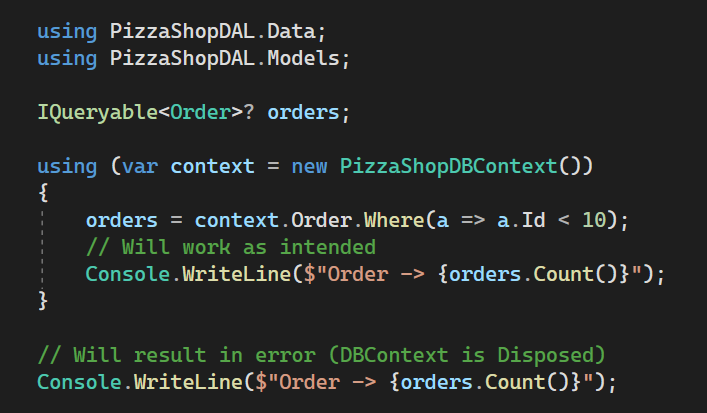 using PizzaShopDAL.Data;
using PizzaShopDAL.Models;
IQueryable<Order>? orders;
using (var context = new PizzaShopDBContext())
{
orders = context.Order.Where(a => a.Id < 10);
// Will work as intended
Console.WriteLine($"Order -> {orders.Count()}");
}
// Will result in error (DBContext is Disposed)
Console.WriteLine($"Order -> {orders.Count()}");